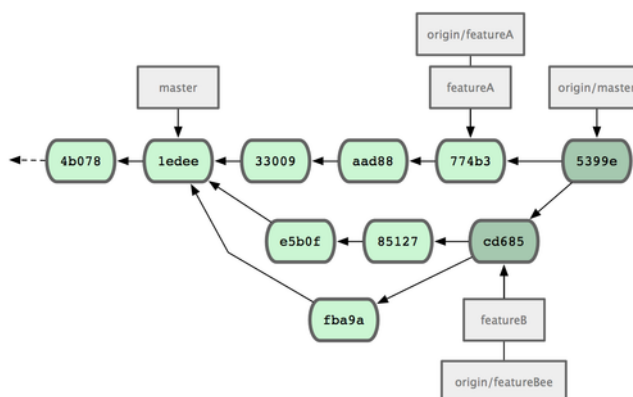 origin/featureA
master
featureA
origin/master
4b078
1edee
33009
aad88
774b3
5399e
e5b0f
85127
cd685
fba9a
featureB
origin/featureBee